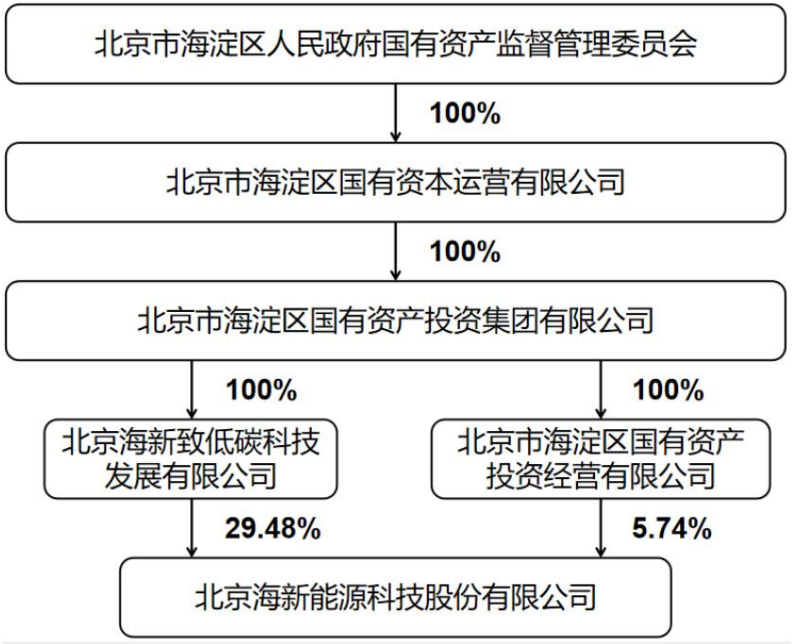 北京市海淀区人民政府国有资产监督管理委员会
100%
北京市海淀区国有资本运营有限公司
100%
北京市海淀区国有资产投资集团有限公司
100%
100%
北京海新致低碳科技
发展有限公司
北京市海淀区国有资产
投资经营有限公司
29.48%
5.74%
北京海新能源科技股份有限公司